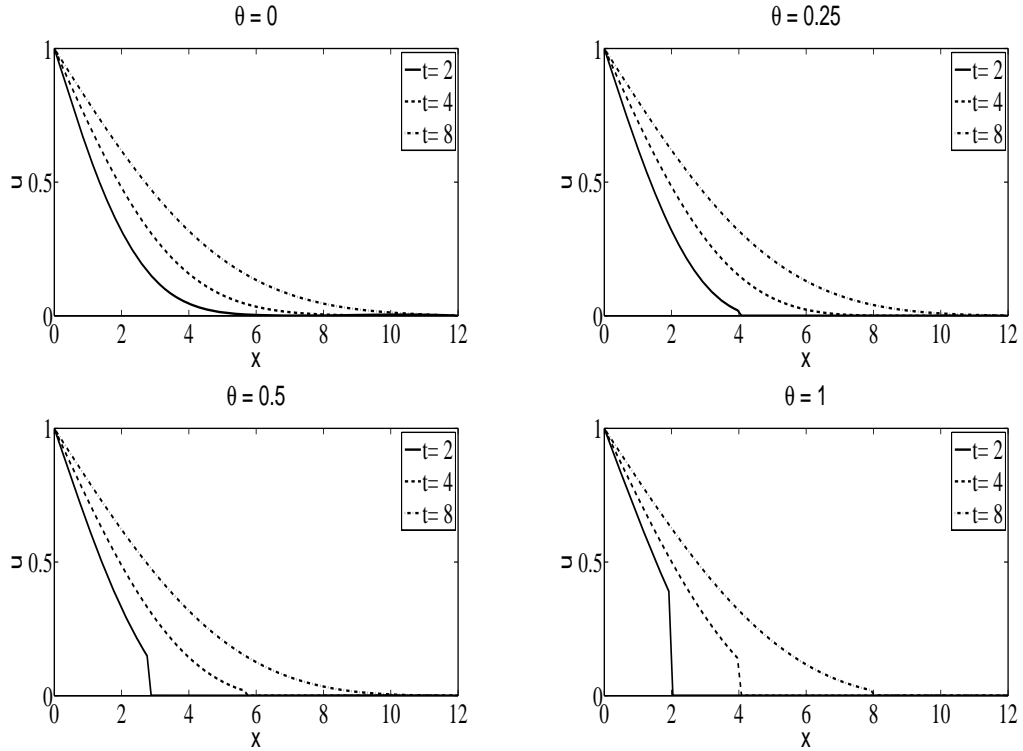 θ = 0
1
0.5
0
u
0 2 4 6 8 10 12
x
t= 2
t= 4
t= 8
θ = 0.25
1
0.5
0
u
0 2 4 6 8 10 12
x
t= 2
t= 4
t= 8
θ = 0.5
1
0.5
0
u
0 2 4 6 8 10 12
x
t= 2
t= 4
t= 8
θ = 1
1
0.5
0
u
0 2 4 6 8 10 12
x
t= 2
t= 4
t= 8